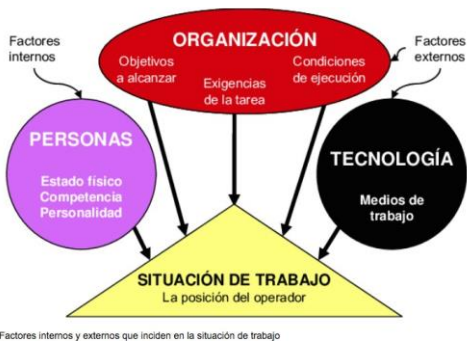 Factores
internos
ORGANIZACIÓN
Objetivos
a alcanzar
Exigencias
de la tarea
Condiciones
de ejecución
Factores
externos
PERSONAS
Estado físico
Competencia
Personalidad
TECNOLOGÍA
Medios de
trabajo
SITUACIÓN DE TRABAJO
La posición del operador
Factores internos y externos que inciden en la situación de trabajo